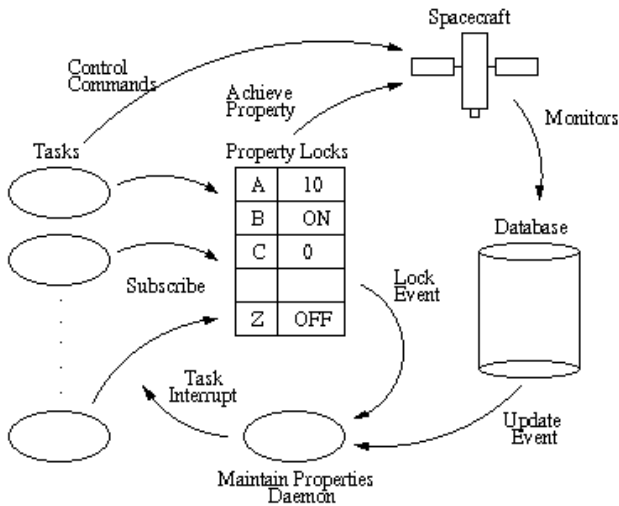 Spacecraft
Control
Commands
Achieve
Property
Monitors
Tasks
Property Locks
A 10
B ON
C 0
Z OFF
Database
Subscribe
Lock
Event
Task
Interrupt
Update
Event
Maintain Properties
Daemon